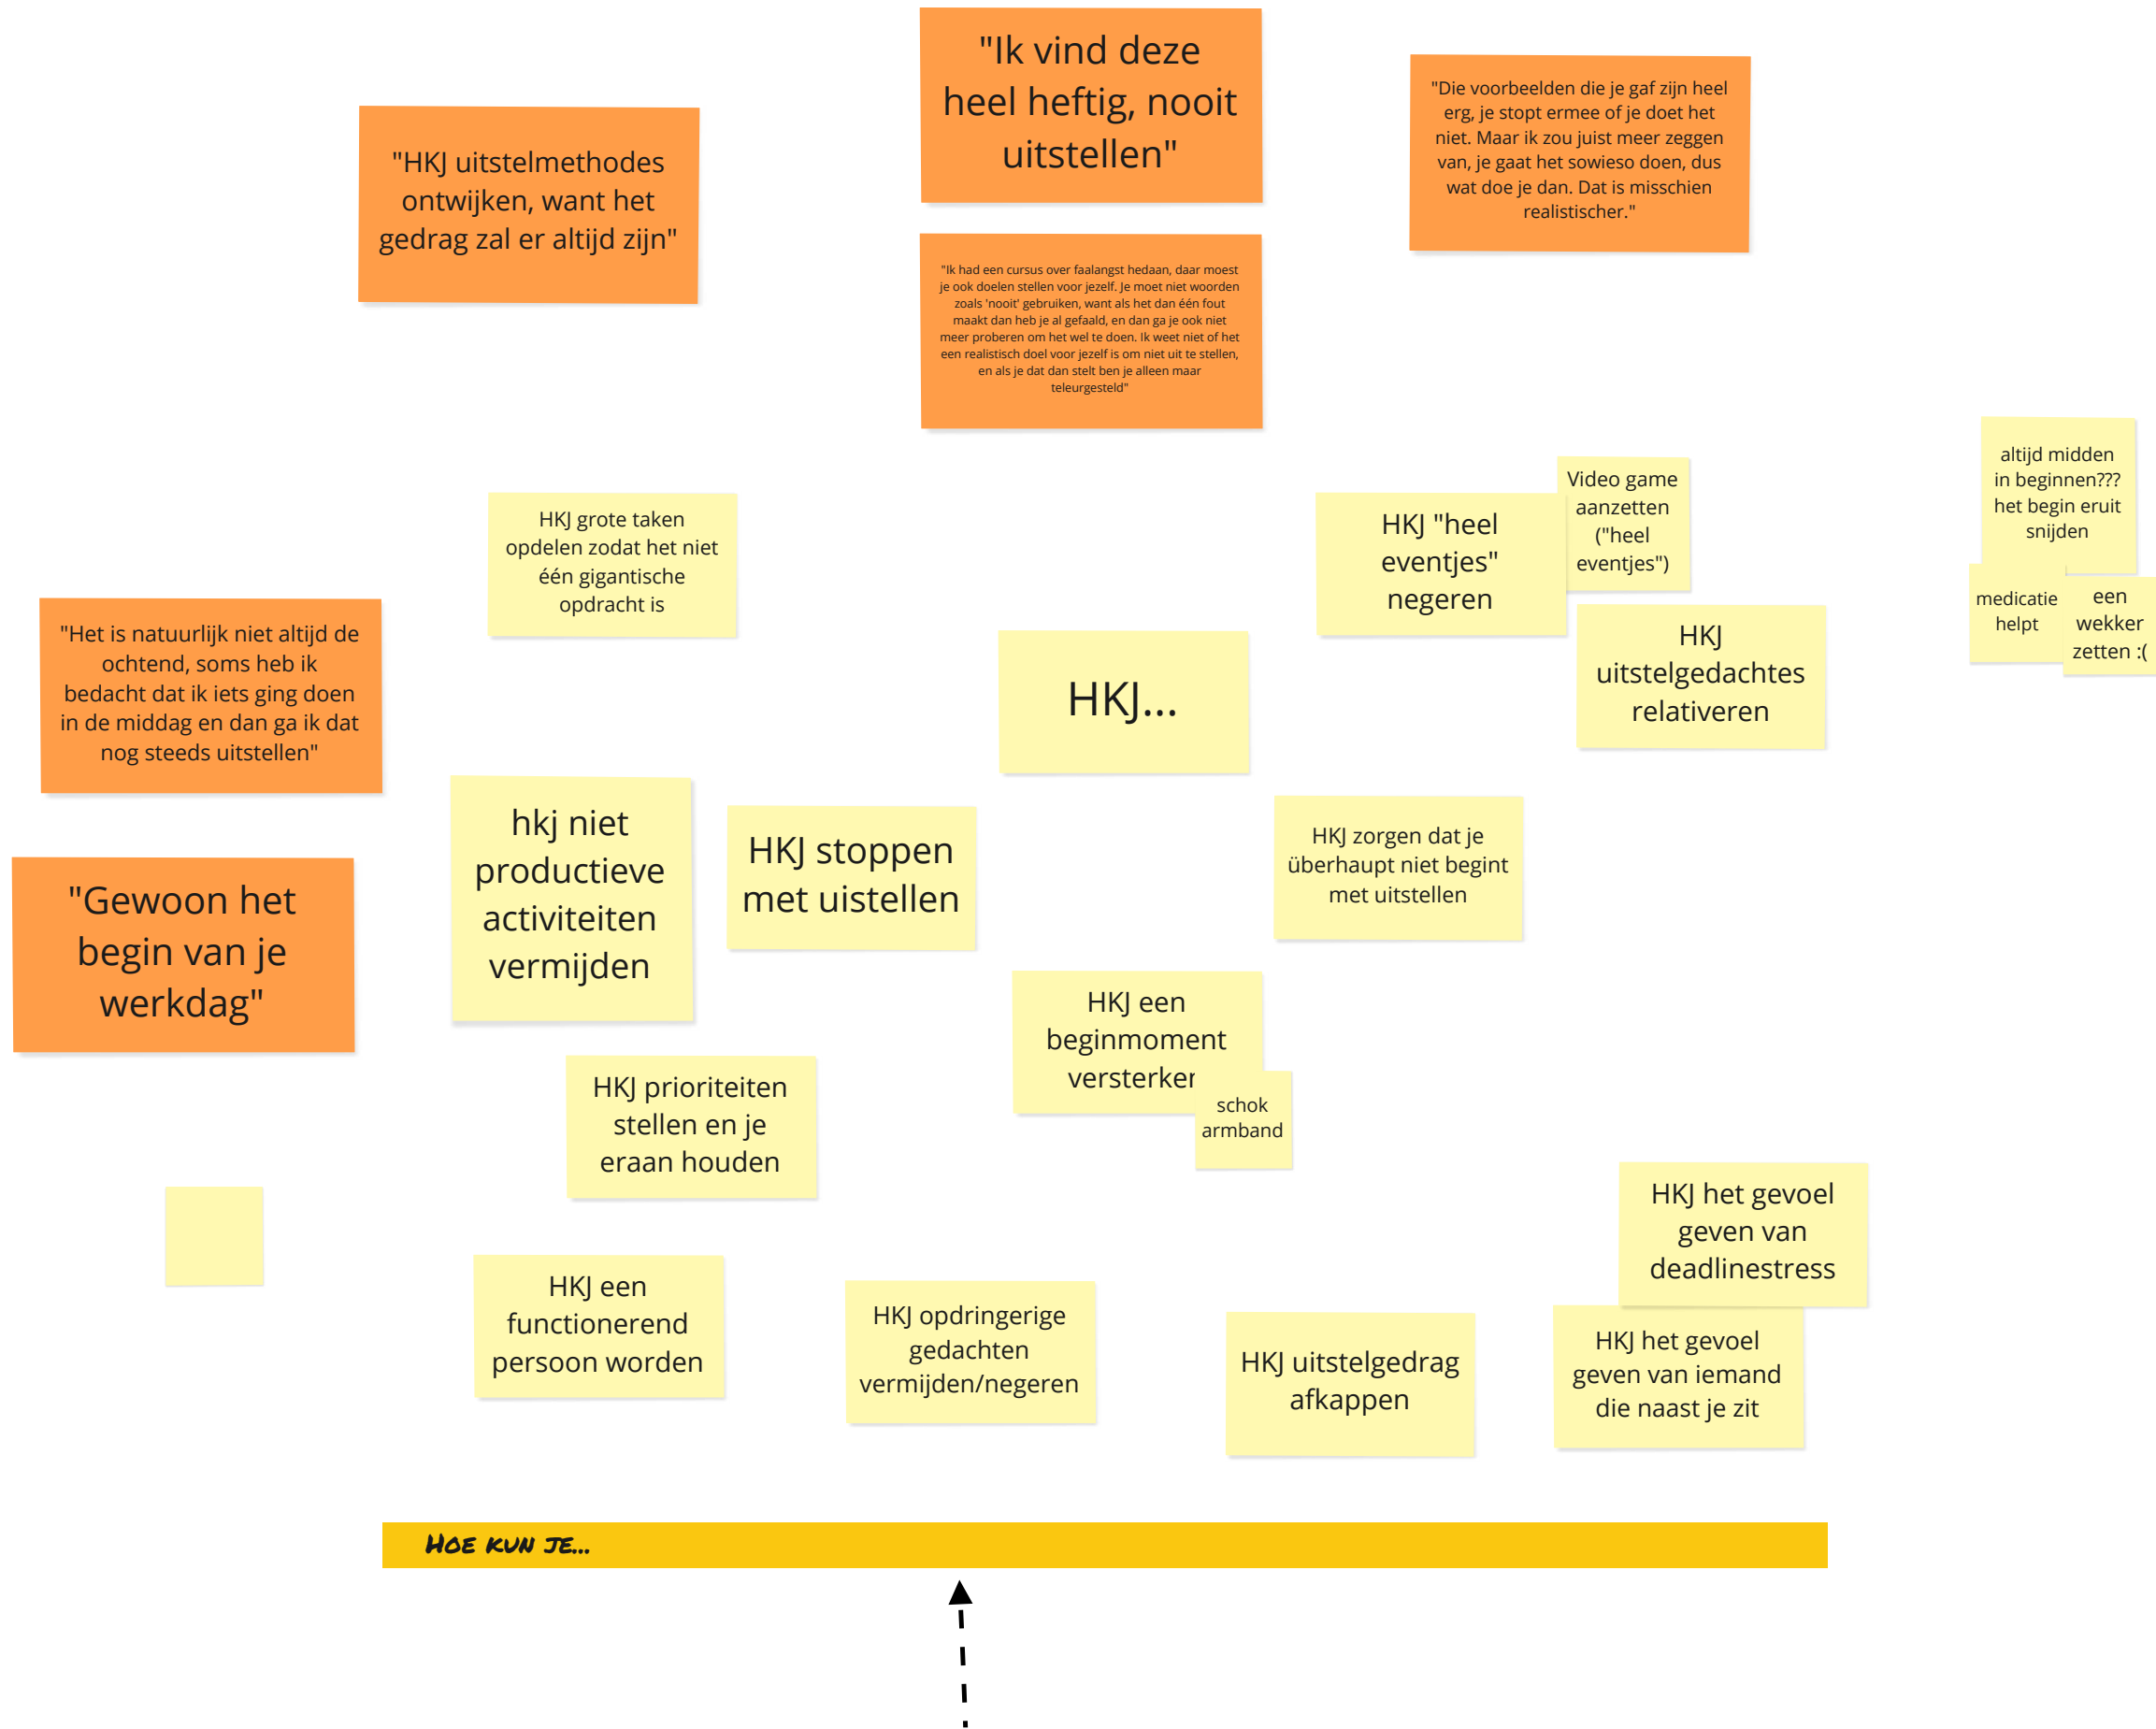 "Ik vind deze
heel heftig, nooit
uitstellen"
"Die voorbeelden die je gaf zijn heel
erg, je stopt ermee of je doet het
niet. Maar ik zou juist meer zeggen
van, je gaat het sowieso doen, dus
wat doe je dan. Dat is misschien
realistischer."
"HKJ uitstelmethodes
ontwijken, want het
gedrag zal er altijd zijn"
"Ik had een cursus over faalangst hedaan, daar moest
je ook doelen stellen voor jezelf. Je moet niet woorden
zoals 'nooit' gebruiken, want als het dan één fout
maakt dan heb je al gefaald, en dan ga je ook niet
meer proberen om het wel te doen. Ik weet niet of het
een realistisch doel voor jezelf is om niet uit te stellen,
en als je dat dan stelt ben je alleen maar
teleurgesteld"
altijd midden
in beginnen???
het begin eruit
snijden
Video game
aanzetten
("heel
eventjes")
HKJ grote taken
opdelen zodat het niet
één gigantische
opdracht is
HKJ "heel
eventjes"
negeren
medicatie
helpt
een
wekker
zetten :(
"Het is natuurlijk niet altijd de
ochtend, soms heb ik
bedacht dat ik iets ging doen
in de middag en dan ga ik dat
nog steeds uitstellen"
HKJ...
HKJ
uitstelgedachtes
relativeren
hkj niet
productieve
activiteiten
vermijden
HKJ stoppen
met uistellen
HKJ zorgen dat je
überhaupt niet begint
met uitstellen
"Gewoon het
begin van je
werkdag"
HKJ een
beginmoment
versterken
schok
armband
HKJ prioriteiten
stellen en je
eraan houden
HKJ het gevoel
geven van
deadlinestress
HKJ een
functionerend
persoon worden
HKJ opdringerige
gedachten
vermijden/negeren
HKJ uitstelgedrag
afkappen
HKJ het gevoel
geven van iemand
die naast je zit
HOE KUN JE...